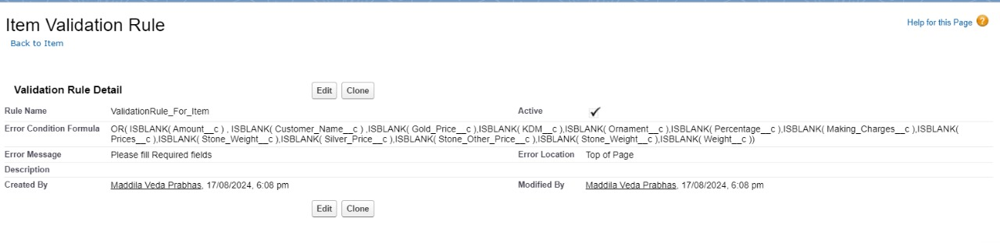 Item Validation Rule
Help for this Page
Back to Item
Validation Rule Detail
Edit Clone
Rule Name ValidationRule_For_Item Active
Error Condition Formula OR( ISBLANK( Amount__c ) , ISBLANK( Customer_Name__c ) ,ISBLANK( Gold_Price__c ),ISBLANK( KDM__c ),ISBLANK( Ornament__c ),ISBLANK( Percentage__c ),ISBLANK( Making_Charges__c ),ISBLANK(
Prices__c ),ISBLANK( Stone_Weight__c ),ISBLANK( Silver_Price__c ),ISBLANK( Stone_Other_Price__c ),ISBLANK( Stone_Weight__c ),ISBLANK( Weight__c ))
Error Message Please fill Required fields Error Location Top of Page
Description
Created By Maddila Veda Prabhas, 17/08/2024, 6:08 pm Modified By Maddila Veda Prabhas, 17/08/2024, 6:08 pm
Edit Clone